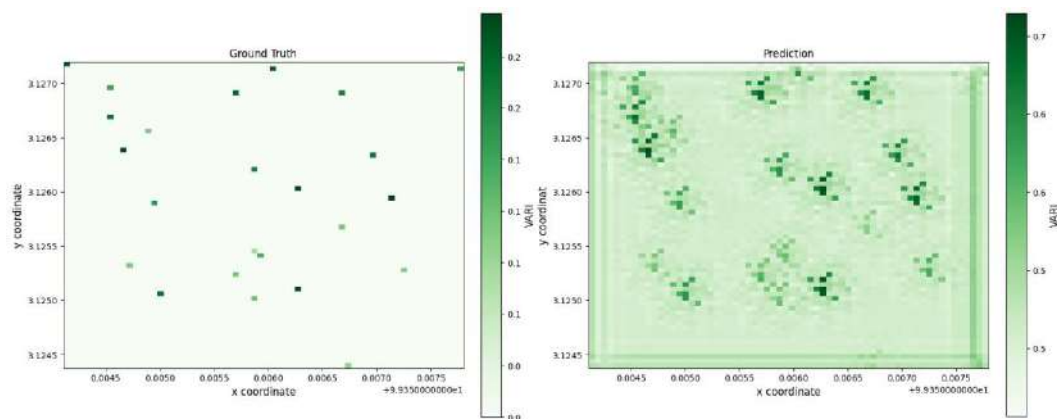 Ground Truth
y coordinate
3.1270
3.1265
3.1260
3.1255
3.1250
3.1245
0.0045 0.0050 0.0055 0.0060 0.0065 0.0070 0.0075
+9.9350000000e1
x coordinate
0.2
0.2
0.1
0.1
0.1
0.1
0.0
0.0
VARI
Prediction
y coordinat
3.1270
3.1265
3.1260
3.1255
3.1250
3.1245
0.0045 0.0050 0.0055 0.0060 0.0065 0.0070 0.0075
+9.9350000000e1
x coordinate
0.7
0.6
0.6
0.5
0.5
VARI